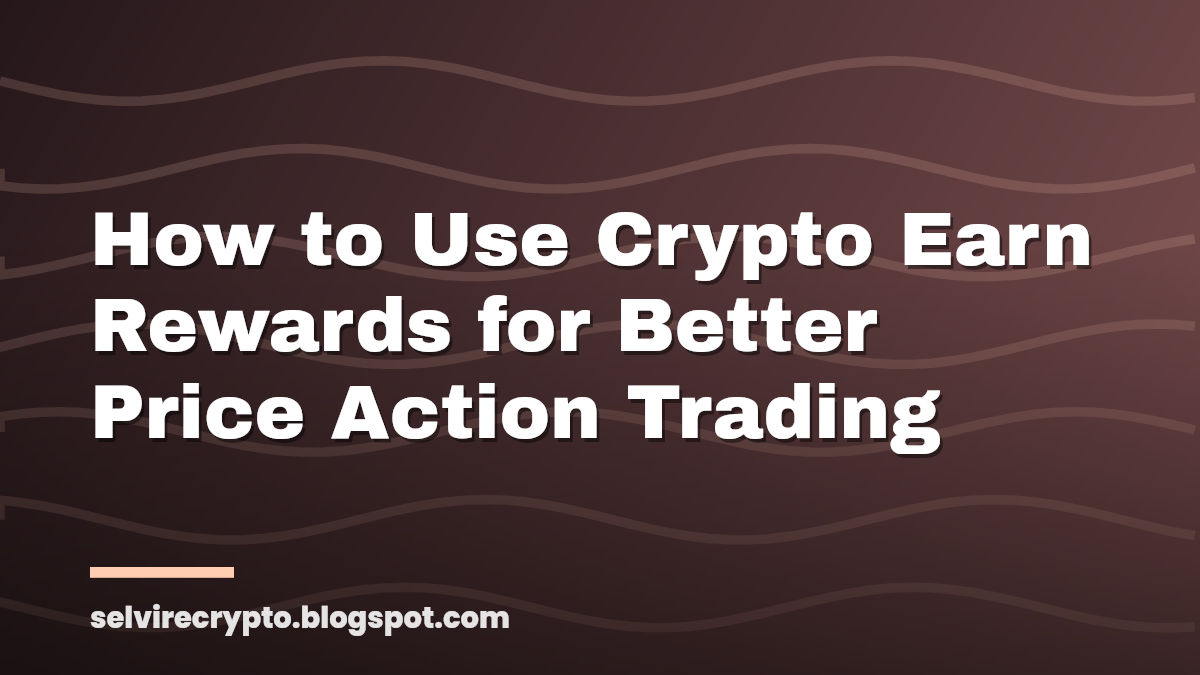 How to Use Crypto Earn
Rewards for Better
Price Action Trading
selvirecrypto.blogspot.com